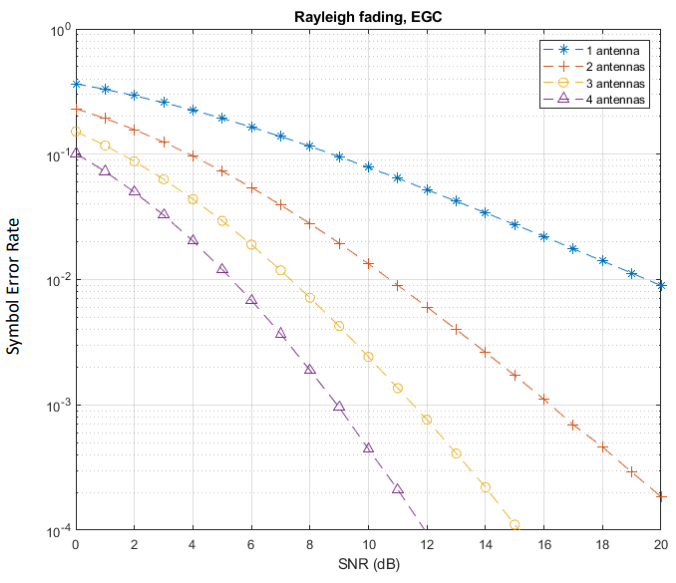 Rayleigh fading, EGC
1 antenna
2 antennas
3 antennas
4 antennas
Symbol Error Rate
10^0
10^-1
10^-2
10^-3
10^-4
0 2 4 6 8 10 12 14 16 18 20
SNR (dB)